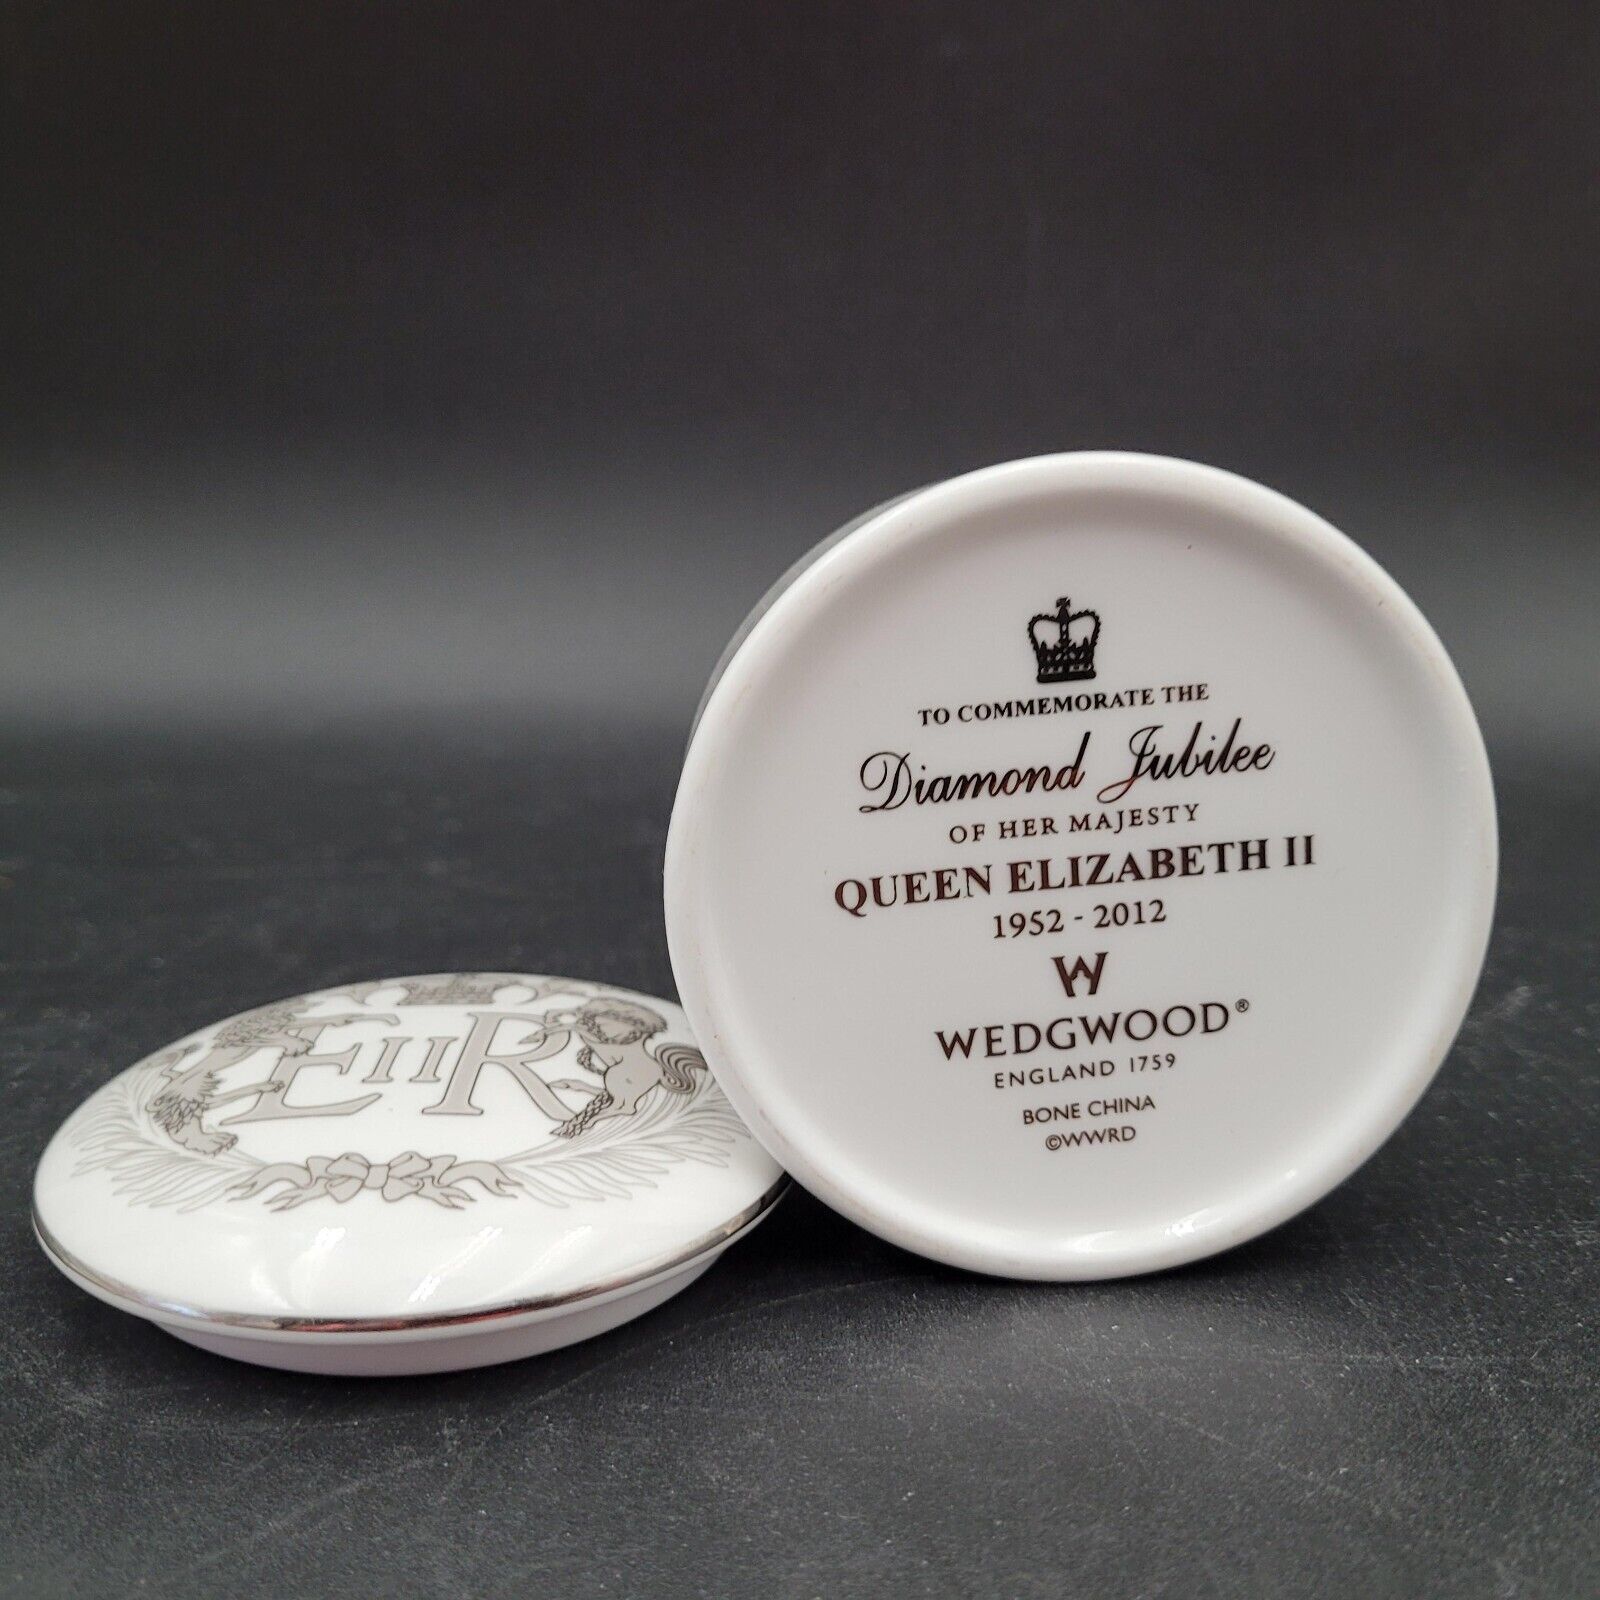 EIIR
TO COMMEMORATE THE
Diamond Jubilee
OF HER MAJESTY
QUEEN ELIZABETH II
1952 - 2012
W
WEDGWOOD®
ENGLAND 1759
BONE CHINA
©WWRD